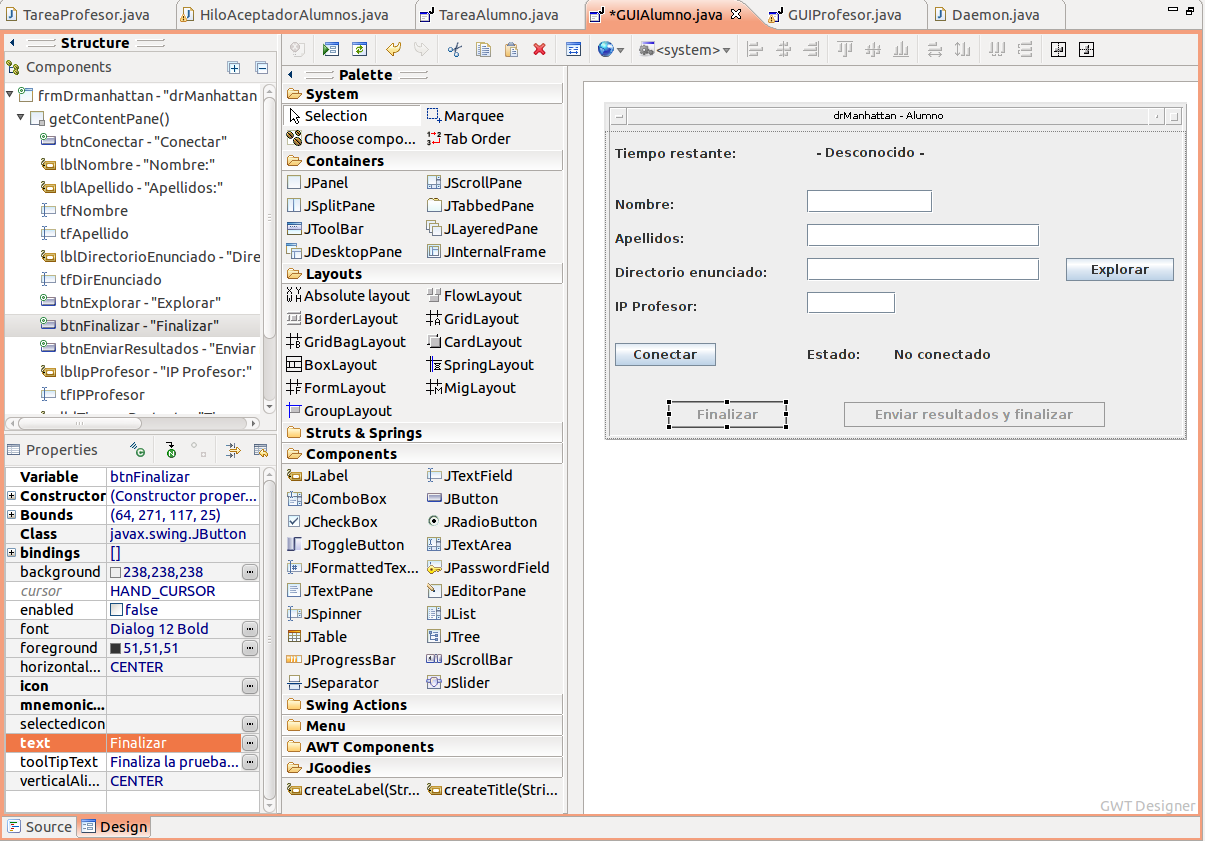 TareaProfesor.java HiloAceptadorAlumnos.java TareaAlumno.java *GUIAlumno.java GUIProfesor.java Daemon.java
Structure
Components
frmDrmanhattan - "drManhattan
getContentPane()
btnConectar - "Conectar"
lblNombre - "Nombre:"
lblApellido - "Apellidos:"
tfNombre
tfApellido
lblDirectorioEnunciado - "Dire
tfDirEnunciado
btnExplorar - "Explorar"
btnFinalizar - "Finalizar"
btnEnviarResultados - "Enviar
lblIpProfesor - "IP Profesor:"
tfIPProfesor
Properties
Variable btnFinalizar
Constructor (Constructor proper...
Bounds (64, 271, 117, 25)
Class javax.swing.JButton
bindings []
background 238,238,238
cursor HAND_CURSOR
enabled false
font Dialog 12 Bold
foreground 51,51,51
horizontal... CENTER
icon
mnemonic...
selectedIcon
text Finalizar
toolTipText Finaliza la prueba...
verticalAli... CENTER
Source Design
<system>
Palette
System
Selection Marquee
Choose compo... Tab Order
Containers
JPanel JScrollPane
JSplitPane JTabbedPane
JToolBar JLayeredPane
JDesktopPane JInternalFrame
Layouts
Absolute layout FlowLayout
BorderLayout GridLayout
GridBagLayout CardLayout
BoxLayout SpringLayout
FormLayout MigLayout
GroupLayout
Struts & Springs
Components
JLabel JTextField
JComboBox JButton
JCheckBox JRadioButton
JToggleButton JTextArea
JFormattedTex... JPasswordField
JTextPane JEditorPane
JSpinner JList
JTable JTree
JProgressBar JScrollBar
JSeparator JSlider
Swing Actions
Menu
AWT Components
JGoodies
createLabel(Str... createTitle(Stri...
drManhattan - Alumno
Tiempo restante: - Desconocido -
Nombre:
Apellidos:
Directorio enunciado: Explorar
IP Profesor:
Conectar Estado: No conectado
Finalizar Enviar resultados y finalizar
GWT Designer